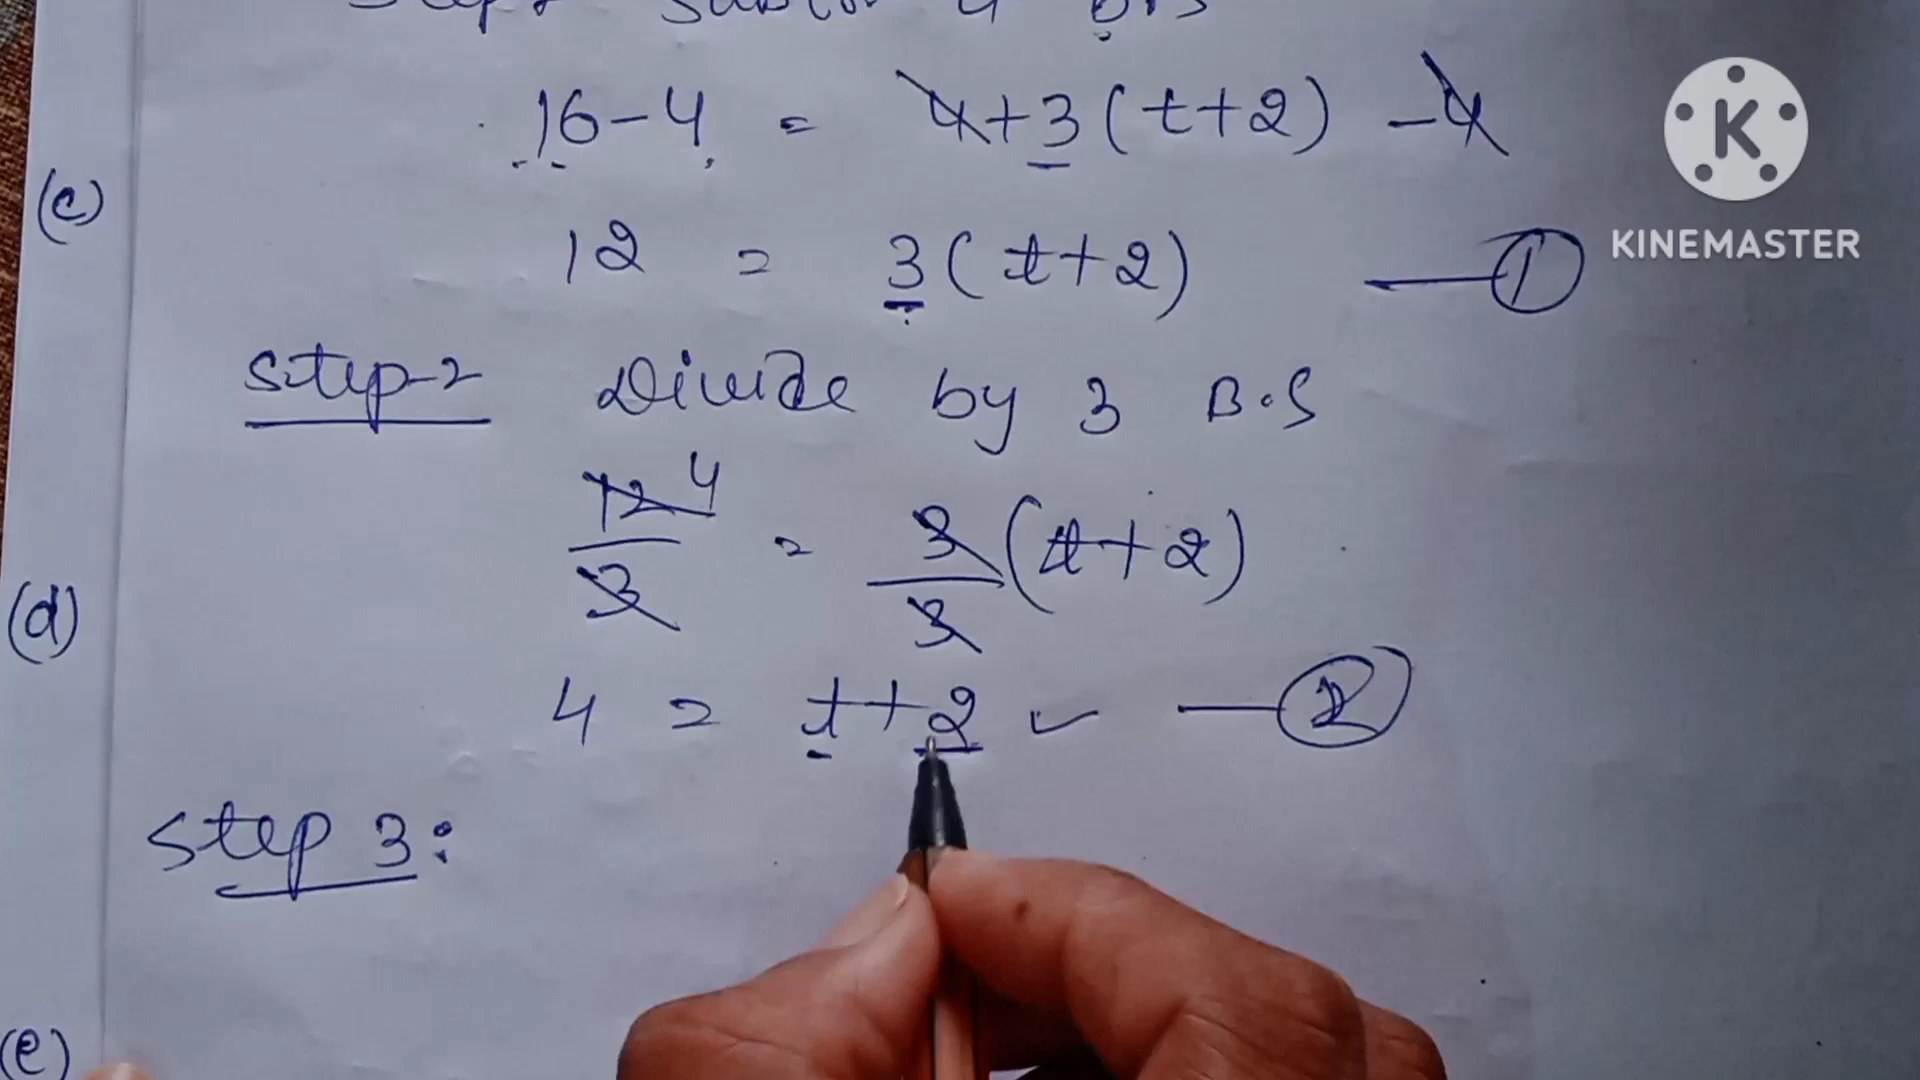 16-4 = 4+3(t+2) -4
K
KINEMASTER
(c)
12 = 3(t+2) — 1
Step-2 Divide by 3 B.S
12 4 / 3 = 3/3 (t+2)
(d)
4 = t+2 ✓ — 2
Step 3:
(e)